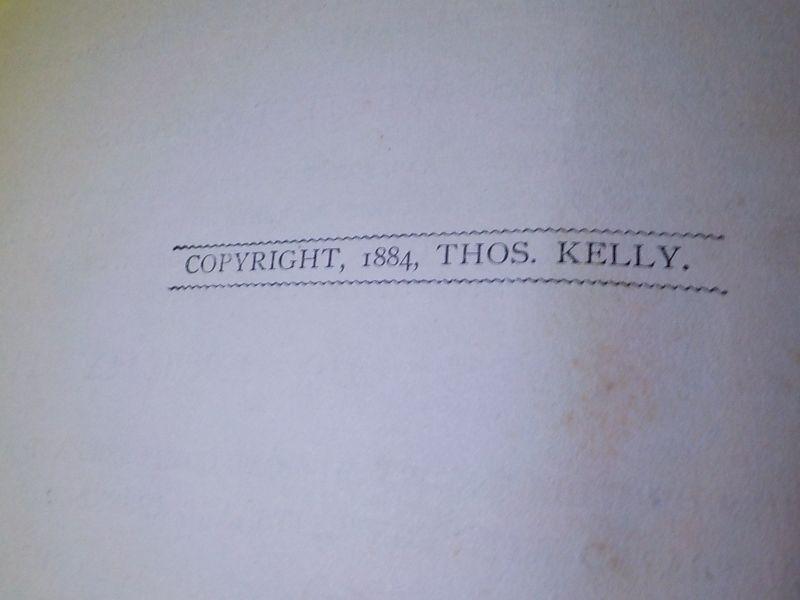 COPYRIGHT, 1884, THOS. KELLY.